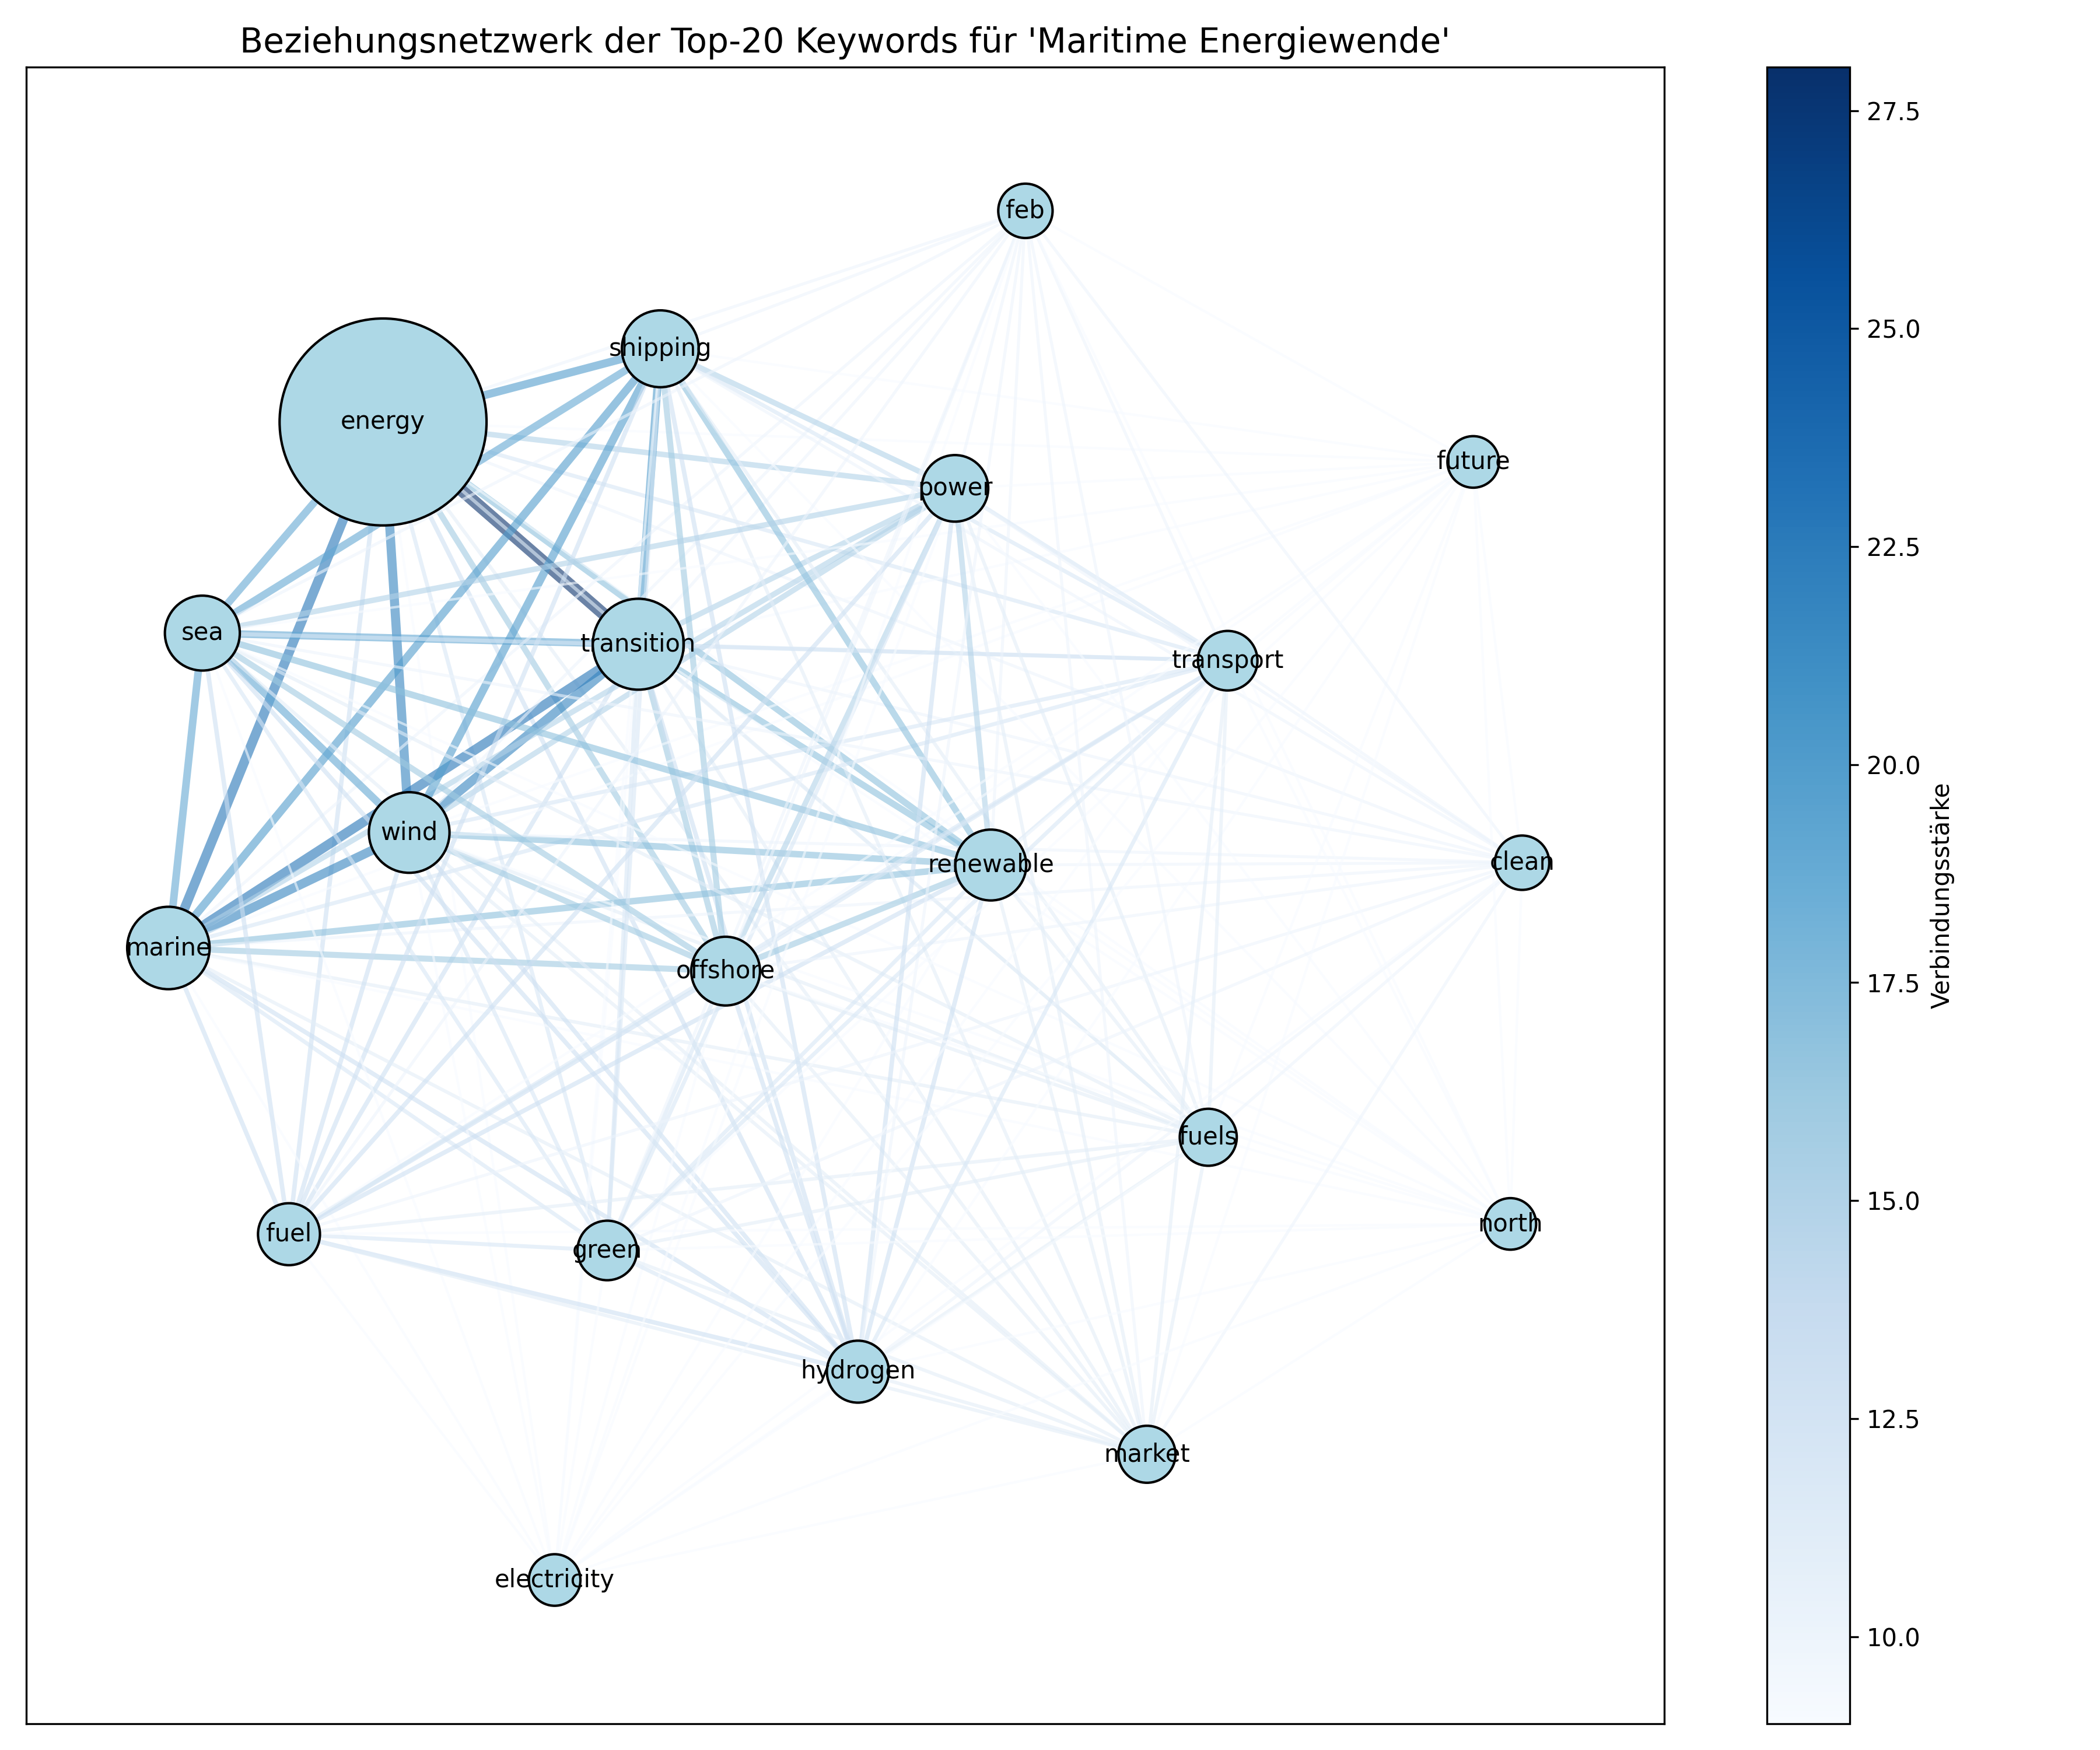 Beziehungsnetzwerk der Top-20 Keywords für 'Maritime Energiewende'
feb
shipping
energy
future
power
sea
transition
transport
wind
renewable
clean
marine
offshore
fuels
north
fuel
green
hydrogen
market
electricity
27.5
25.0
22.5
20.0
17.5
15.0
12.5
10.0
Verbindungsstärke